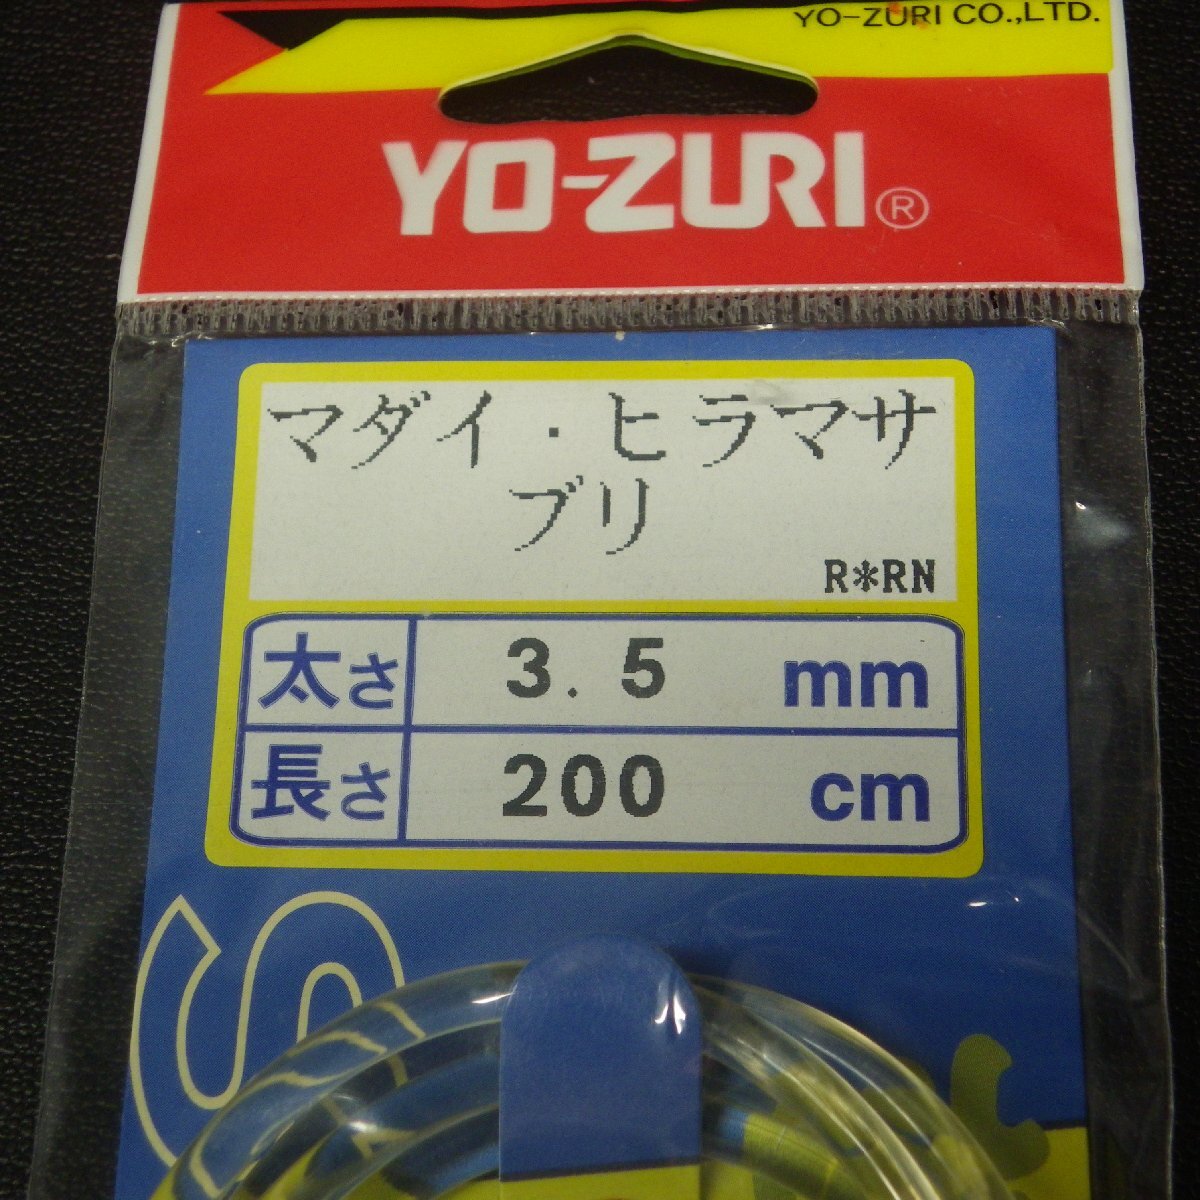 YO-ZURI CO.,LTD.
YO-ZURI®
マダイ・ヒラマサ
ブリ
R*RN
太さ 3.5 mm
長さ 200 cm
S